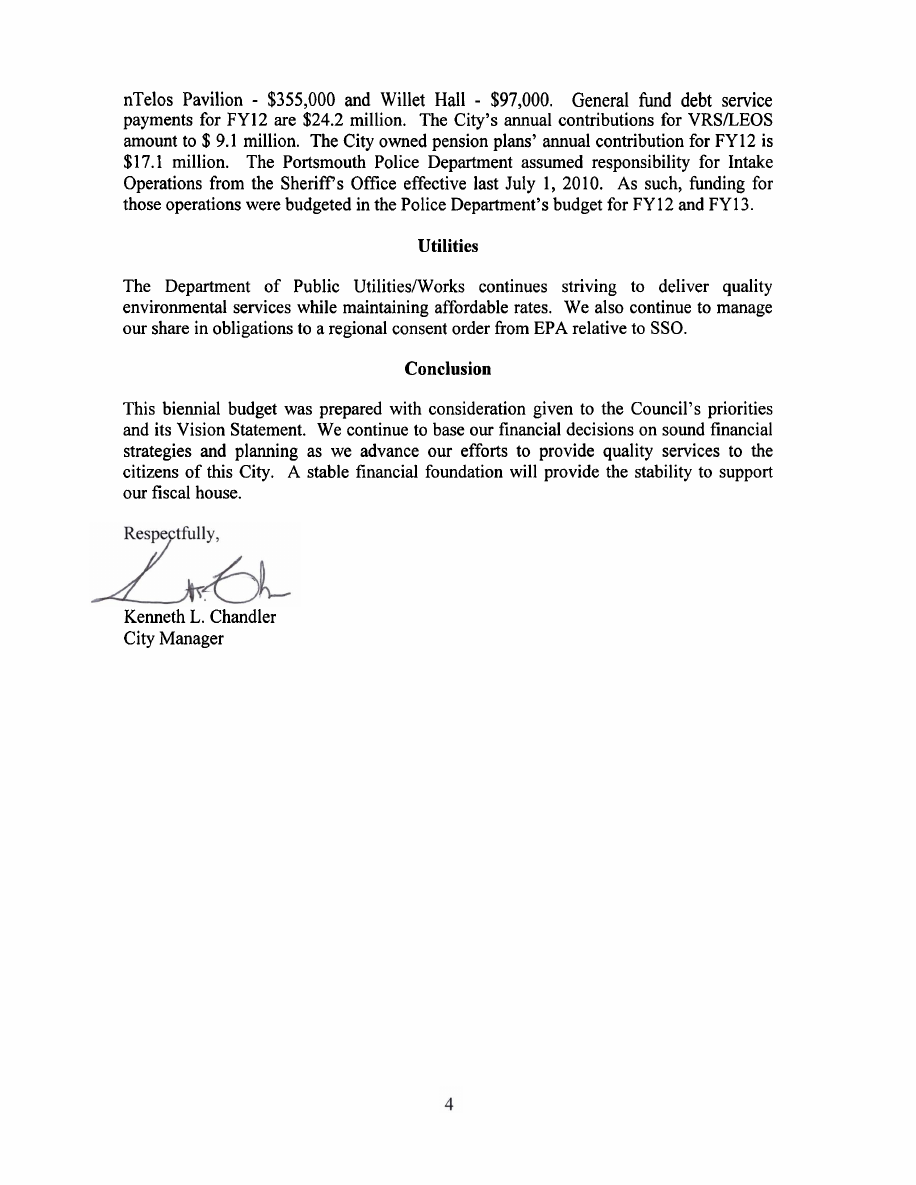 nTelos Pavilion - $355,000 and Willet Hall - $97,000. General fund debt service
payments for FY12 are $24.2 million. The City's annual contributions for VRS/LEOS
amount to $ 9.1 million. The City owned pension plans' annual contribution for FY12 is
$17.1 million. The Portsmouth Police Department assumed responsibility for Intake
Operations from the Sheriff's Office effective last July 1, 2010. As such, funding for
those operations were budgeted in the Police Department's budget for FY12 and FY13.
Utilities
The Department of Public Utilities/Works continues striving to deliver quality
environmental services while maintaining affordable rates. We also continue to manage
our share in obligations to a regional consent order from EPA relative to SSO.
Conclusion
This biennial budget was prepared with consideration given to the Council's priorities
and its Vision Statement. We continue to base our financial decisions on sound financial
strategies and planning as we advance our efforts to provide quality services to the
citizens of this City. A stable financial foundation will provide the stability to support
our fiscal house.
Respectfully,
Kenneth L. Chandler
City Manager
4